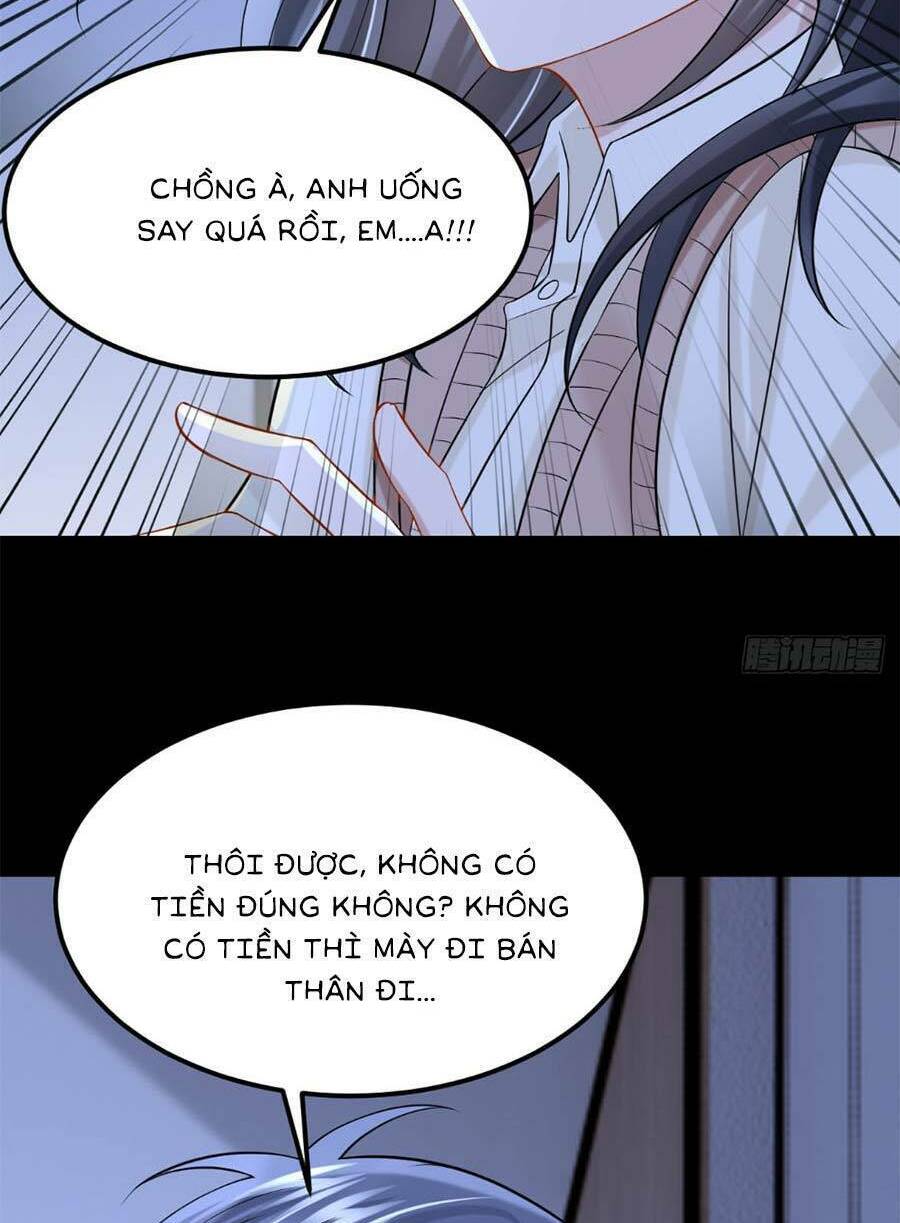 CHỒNG À, ANH UỐNG
SAY QUÁ RỒI, EM....A!!!
腾讯动漫
THÔI ĐƯỢC, KHÔNG CÓ
TIỀN ĐÚNG KHÔNG? KHÔNG
CÓ TIỀN THÌ MÀY ĐI BÁN
THÂN ĐI...